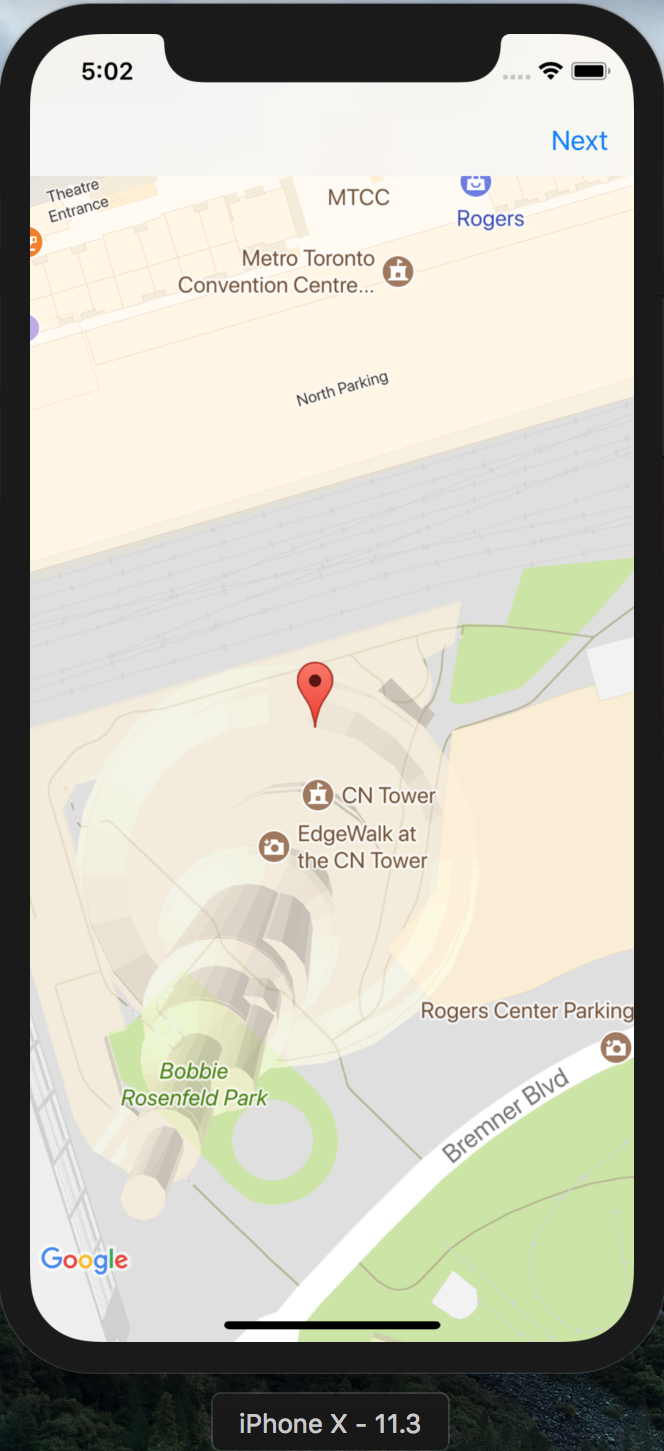 5:02
Next
Theatre
Entrance
MTCC
Rogers
Metro Toronto
Convention Centre...
North Parking
CN Tower
EdgeWalk at
the CN Tower
Rogers Center Parking
Bobbie
Rosenfeld Park
Bremner Blvd
Google
iPhone X - 11.3